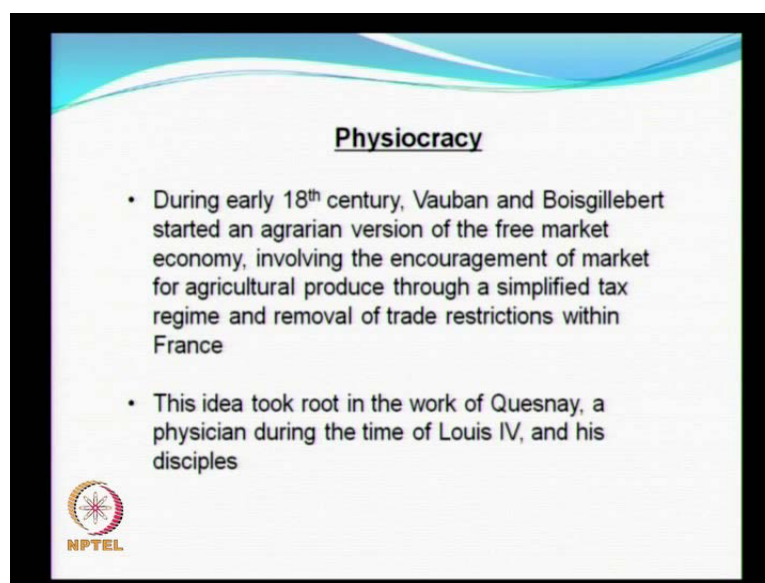 Physiocracy
• During early 18th century, Vauban and Boisgillebert
started an agrarian version of the free market
economy, involving the encouragement of market
for agricultural produce through a simplified tax
regime and removal of trade restrictions within
France
• This idea took root in the work of Quesnay, a
physician during the time of Louis IV, and his
disciples
NPTEL